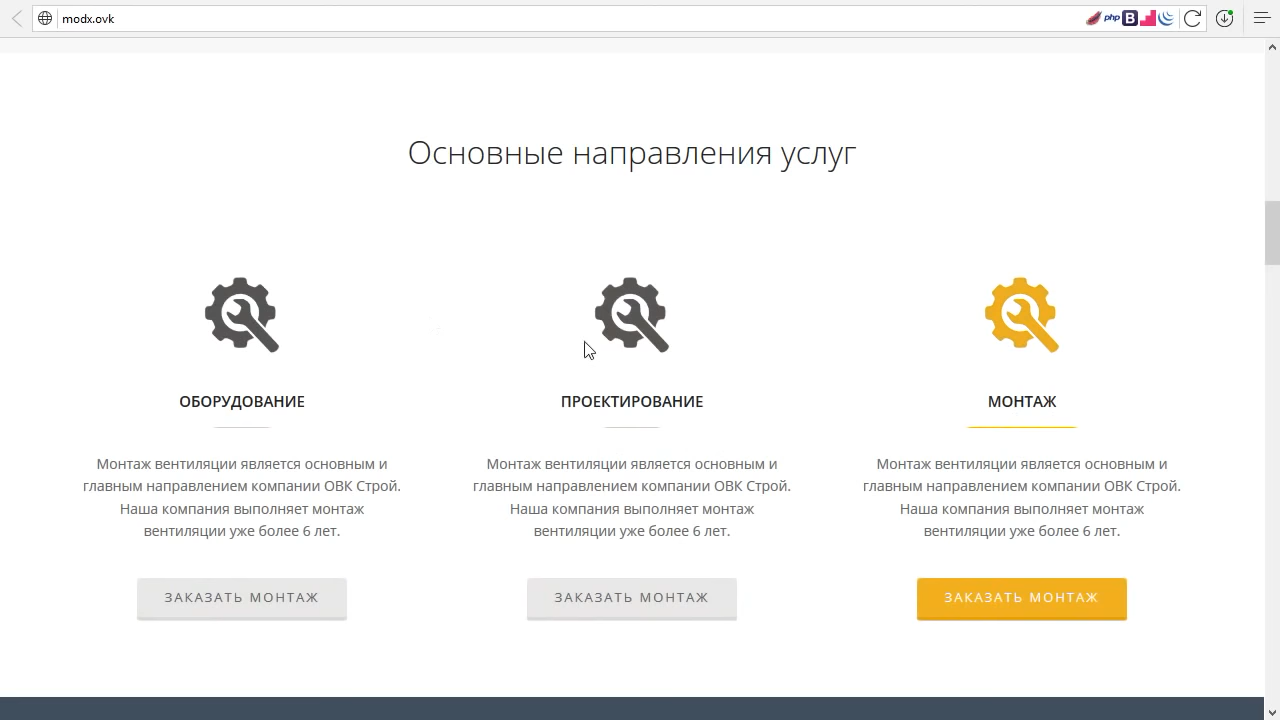 modx.ovk
php
B
Основные направления услуг
ОБОРУДОВАНИЕ
Монтаж вентиляции является основным и
главным направлением компании ОВК Строй.
Наша компания выполняет монтаж
вентиляции уже более 6 лет.
ЗАКАЗАТЬ МОНТАЖ
ПРОЕКТИРОВАНИЕ
Монтаж вентиляции является основным и
главным направлением компании ОВК Строй.
Наша компания выполняет монтаж
вентиляции уже более 6 лет.
ЗАКАЗАТЬ МОНТАЖ
МОНТАЖ
Монтаж вентиляции является основным и
главным направлением компании ОВК Строй.
Наша компания выполняет монтаж
вентиляции уже более 6 лет.
ЗАКАЗАТЬ МОНТАЖ